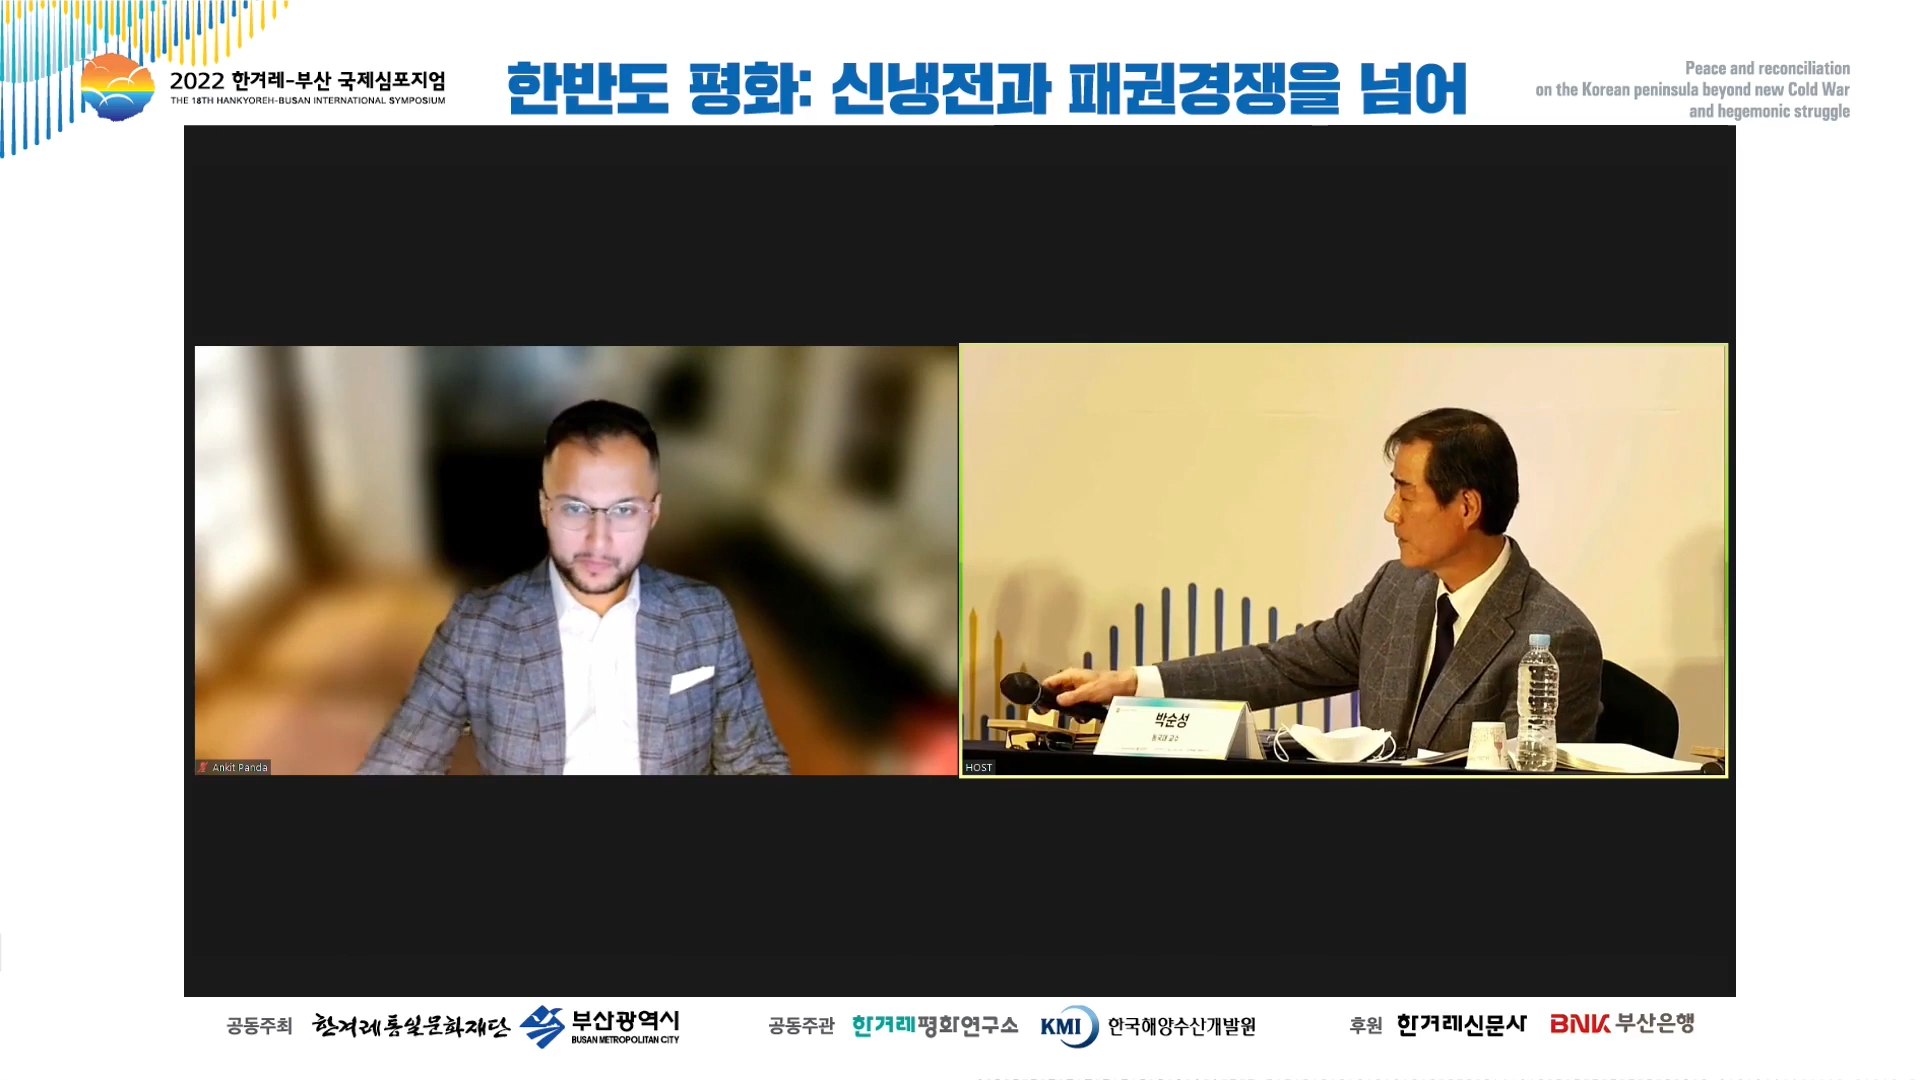 2022 한겨레-부산 국제심포지엄
THE 18TH HANKYOREH-BUSAN INTERNATIONAL SYMPOSIUM
한반도 평화: 신냉전과 패권경쟁을 넘어
Peace and reconciliation
on the Korean peninsula beyond new Cold War
and hegemonic struggle
박순성
동국대 교수
Ankit Panda
HOST
공동주최 한겨레통일문화재단 부산광역시
BUSAN METROPOLITAN CITY
공동주관 한겨레평화연구소 KMI 한국해양수산개발원
후원 한겨레신문사 BNK 부산은행